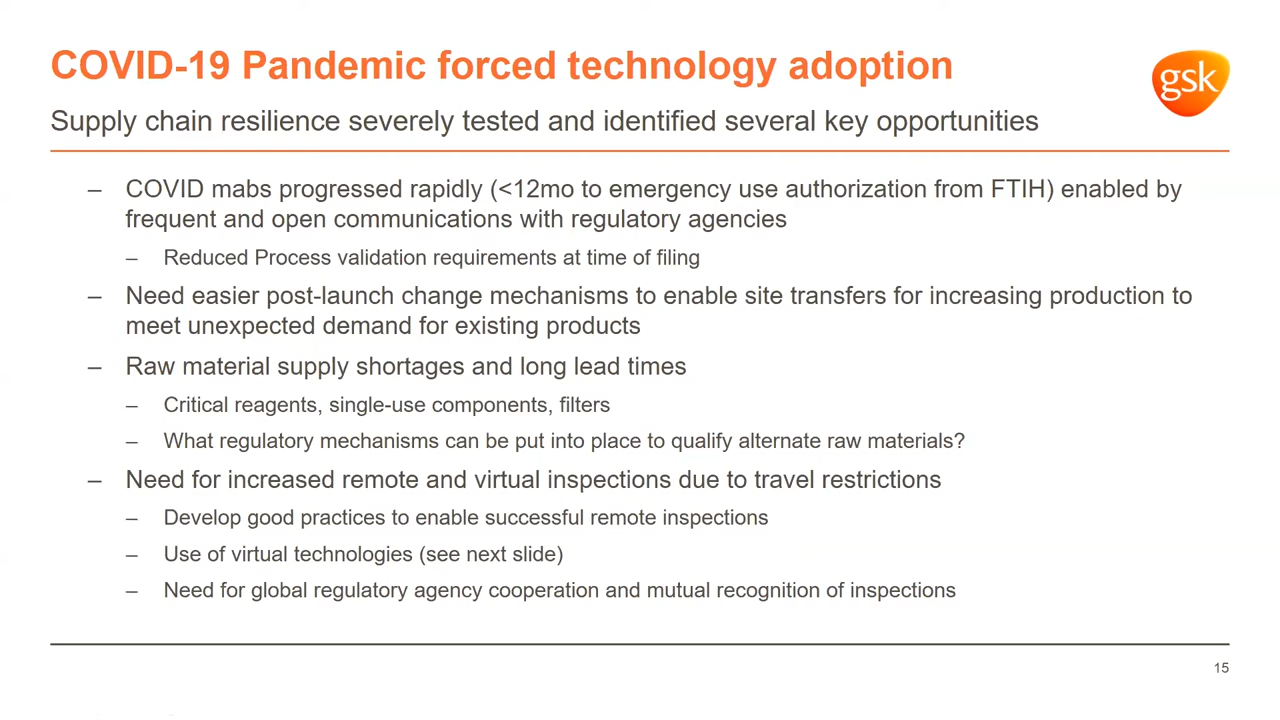 COVID-19 Pandemic forced technology adoption
gsk
Supply chain resilience severely tested and identified several key opportunities
– COVID mabs progressed rapidly (<12mo to emergency use authorization from FTIH) enabled by
frequent and open communications with regulatory agencies
– Reduced Process validation requirements at time of filing
– Need easier post-launch change mechanisms to enable site transfers for increasing production to
meet unexpected demand for existing products
– Raw material supply shortages and long lead times
– Critical reagents, single-use components, filters
– What regulatory mechanisms can be put into place to qualify alternate raw materials?
– Need for increased remote and virtual inspections due to travel restrictions
– Develop good practices to enable successful remote inspections
– Use of virtual technologies (see next slide)
– Need for global regulatory agency cooperation and mutual recognition of inspections
15